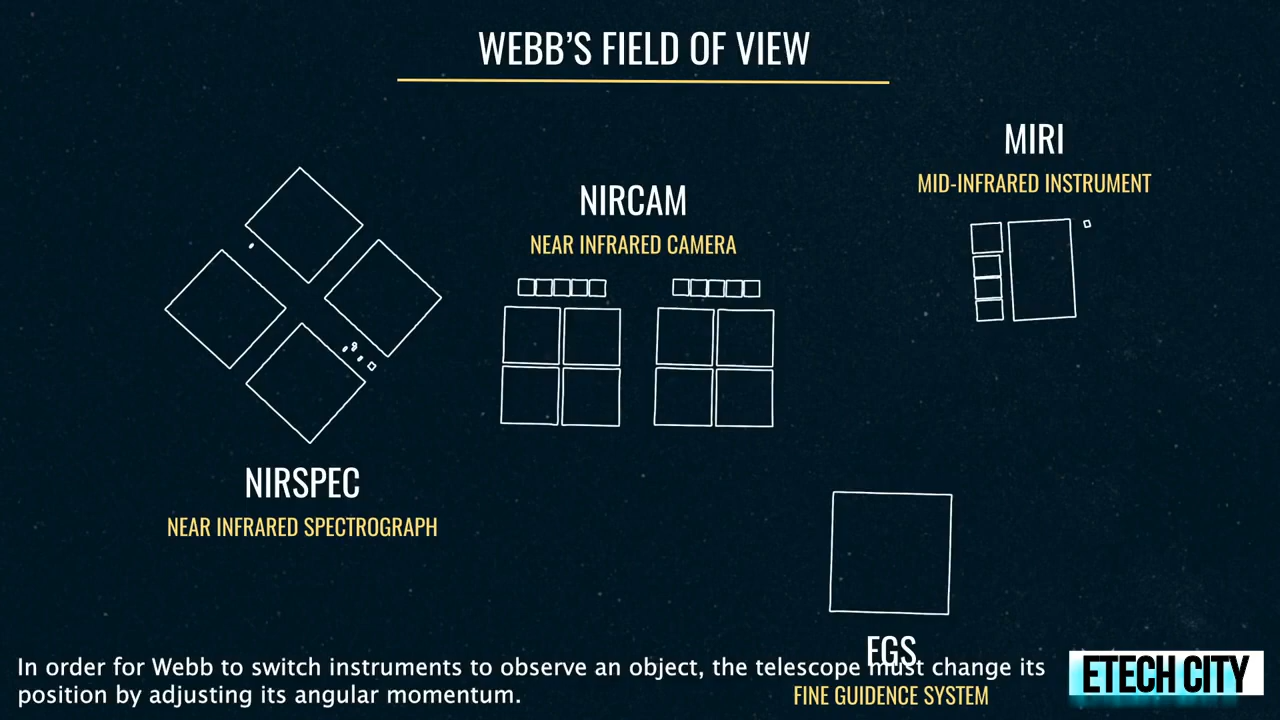 WEBB'S FIELD OF VIEW
MIRI
MID-INFRARED INSTRUMENT
NIRCAM
NEAR INFRARED CAMERA
NIRSPEC
NEAR INFRARED SPECTROGRAPH
FGS
FINE GUIDENCE SYSTEM
In order for Webb to switch instruments to observe an object, the telescope must change its
position by adjusting its angular momentum.
ETECH CITY